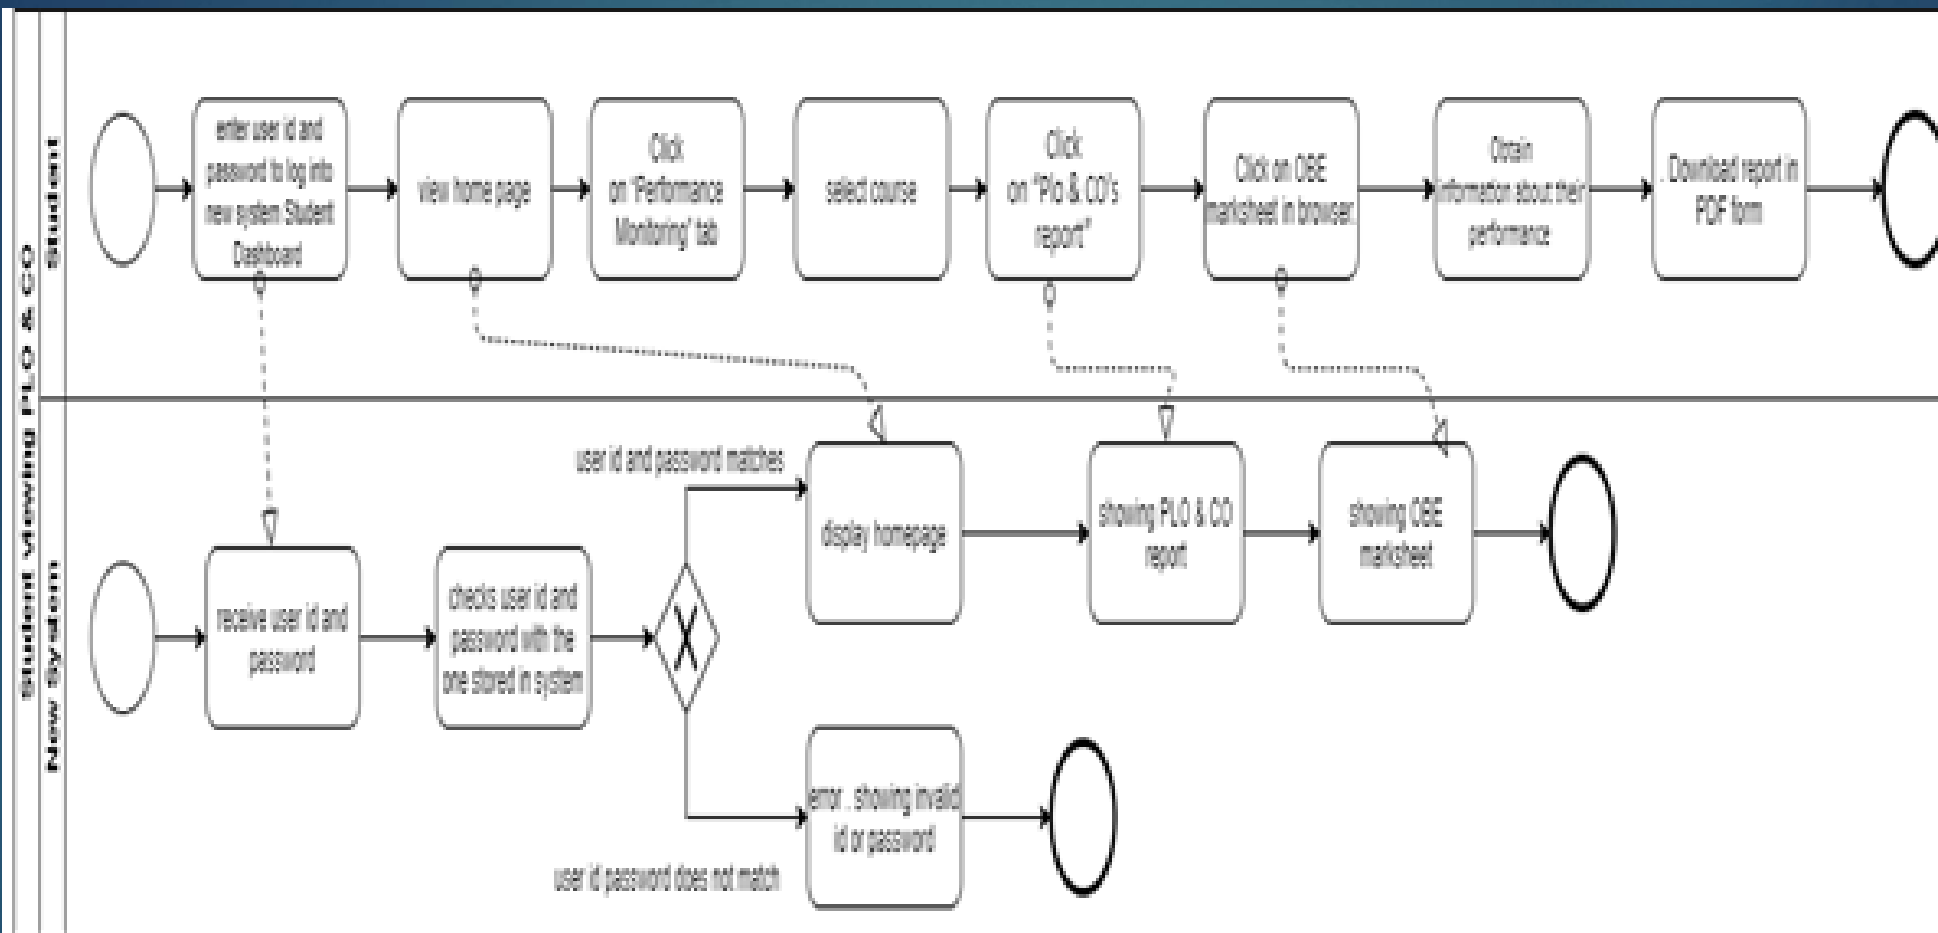 Student viewing PLO & CO
Student
enter user id and
password to log into
new system Student
Dashboard
view home page
Click
on 'Performance
Monitoring' tab
select course
Click
on "Plo & CO's
report"
Click on OBE
marksheet in browser.
Obtain
information about their
performance
. Download report in
PDF form
New System
receive user id and
password
checks user id and
password with the
one stored in system
user id and password matches
display homepage
showing PLO & CO
report
showing OBE
marksheet
error . showing invalid
id or password
user id password does not match